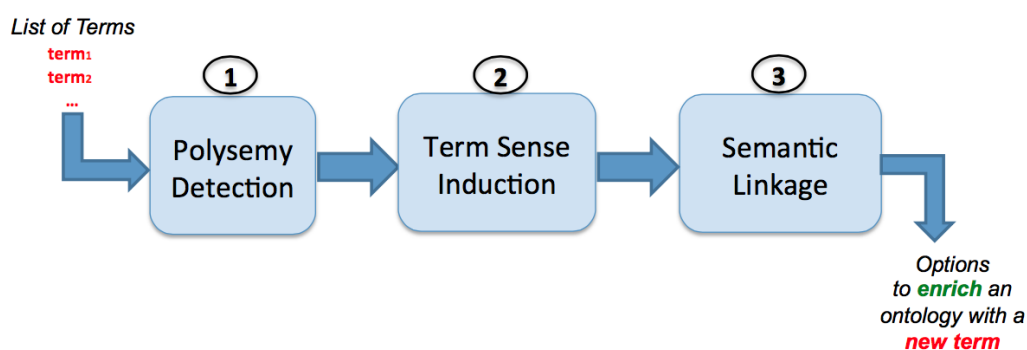 List of Terms
term1
term2
...
1
Polysemy
Detection
2
Term Sense
Induction
3
Semantic
Linkage
Options
to enrich an
ontology with a
new term